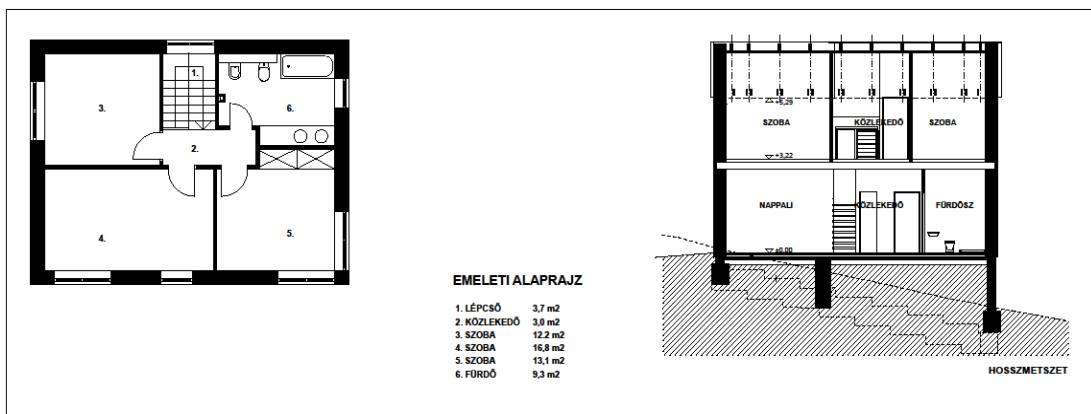 1.
3.
6.
2.
4.
5.
EMELETI ALAPRAJZ
1. LÉPCSŐ 3,7 m2
2. KÖZLEKEDŐ 3,0 m2
3. SZOBA 12.2 m2
4. SZOBA 16,8 m2
5. SZOBA 13,1 m2
6. FÜRDŐ 9,3 m2
+5,29
SZOBA KÖZLEKEDŐ SZOBA
+3,22
NAPPALI KÖZLEKEDŐ FÜRDŐSZ
±0,00
HOSSZMETSZET